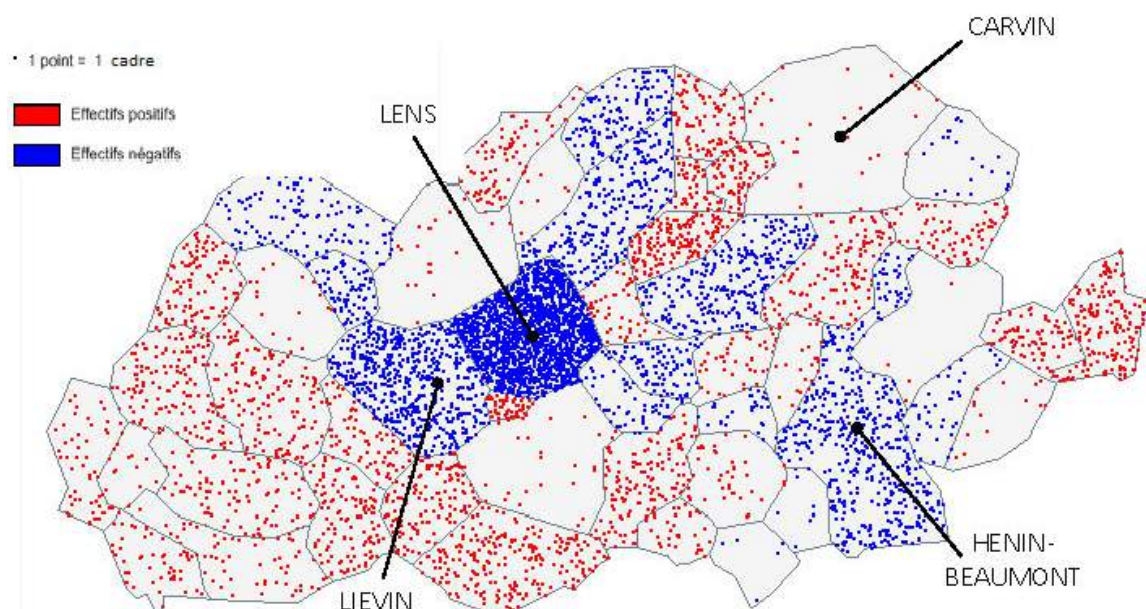 CARVIN
1 point = 1 cadre
LENS
Effectifs positifs
Effectifs négatifs
HENIN-
BEAUMONT
LIEVIN